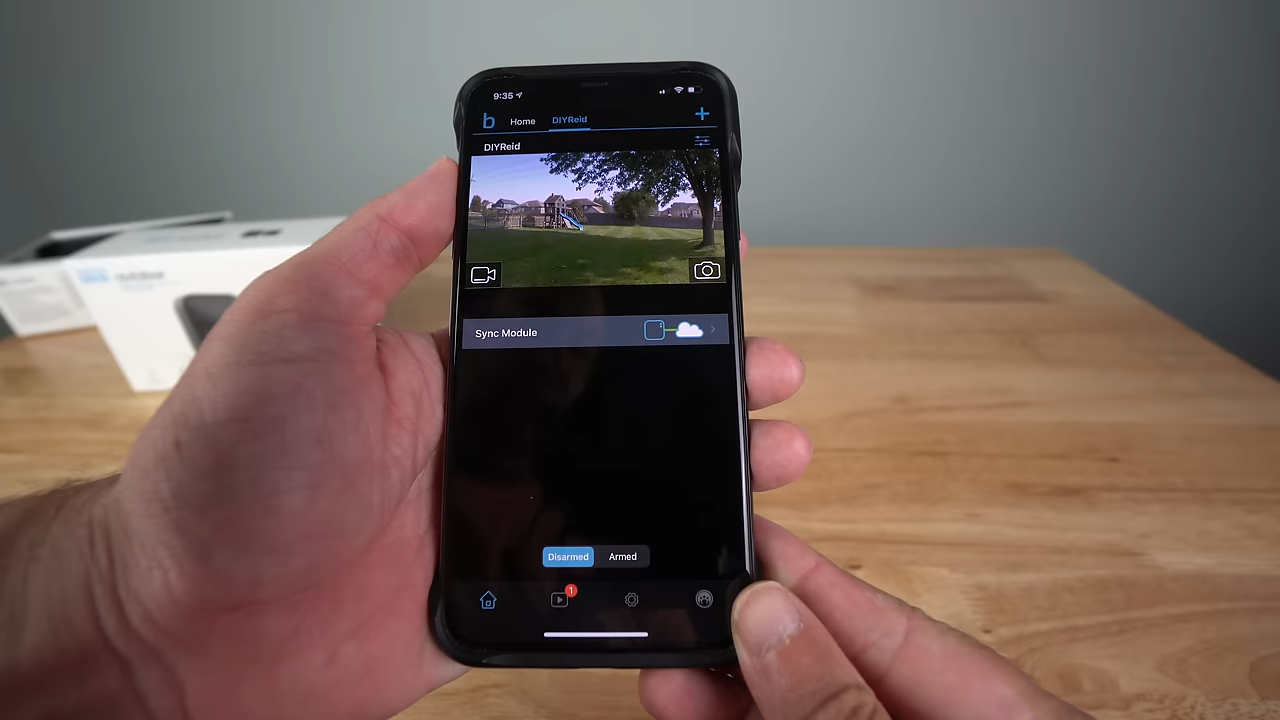 9:35
b Home DIYReid
DIYReid
Sync Module
Disarmed Armed
1